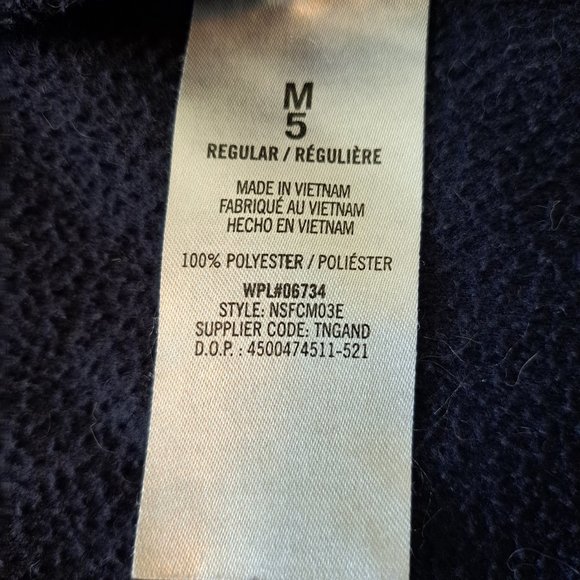 M
5
REGULAR / RÉGULIÈRE
MADE IN VIETNAM
FABRIQUÉ AU VIETNAM
HECHO EN VIETNAM
100% POLYESTER / POLIÉSTER
WPL#06734
STYLE: NSFCM03E
SUPPLIER CODE: TNGAND
D.O.P. : 4500474511-521